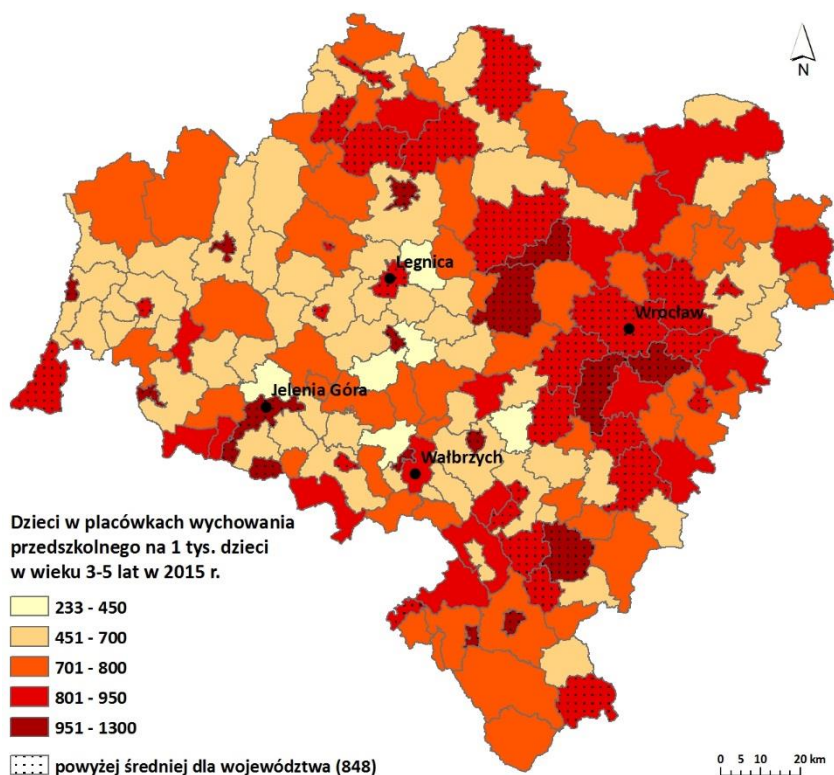 N
Legnica
Wrocław
Jelenia Góra
Wałbrzych
Dzieci w placówkach wychowania
przedszkolnego na 1 tys. dzieci
w wieku 3-5 lat w 2015 r.
233 - 450
451 - 700
701 - 800
801 - 950
951 - 1300
powyżej średniej dla województwa (848)
0 5 10 20 km